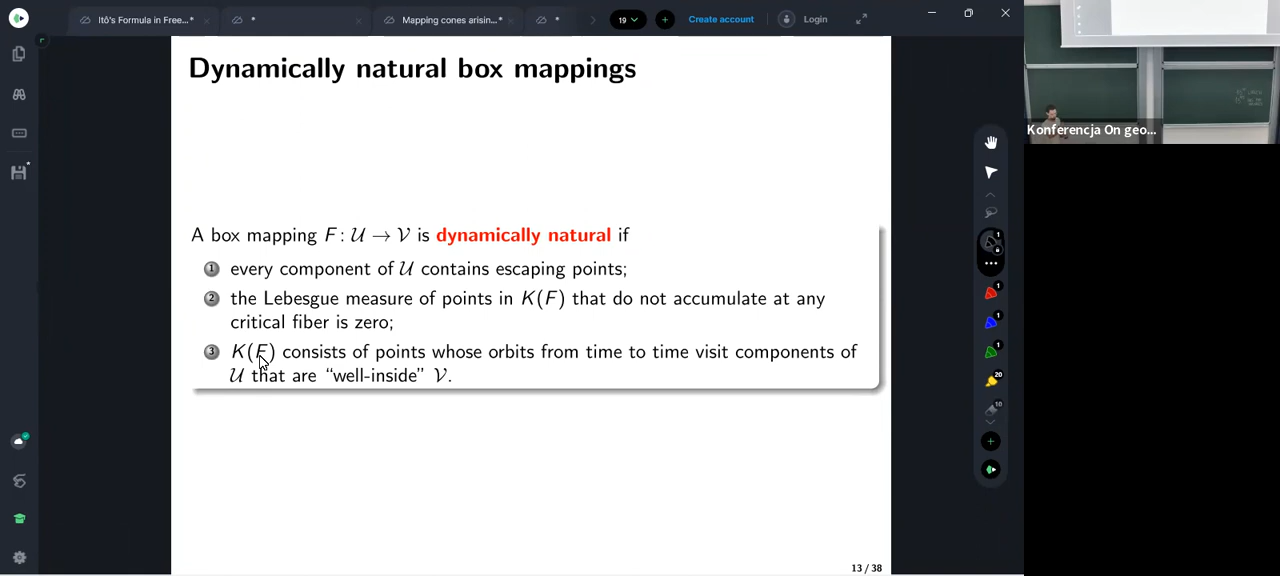 Itô's Formula in Free...*
*
Mapping cones arisin...*
*
19
Create account
Login
Dynamically natural box mappings
A box mapping F: U → V is dynamically natural if
1 every component of U contains escaping points;
2 the Lebesgue measure of points in K(F) that do not accumulate at any
critical fiber is zero;
3 K(F) consists of points whose orbits from time to time visit components of
U that are “well-inside” V.
13 / 38
Konferencja On geo...
1
1
1
1
20
10